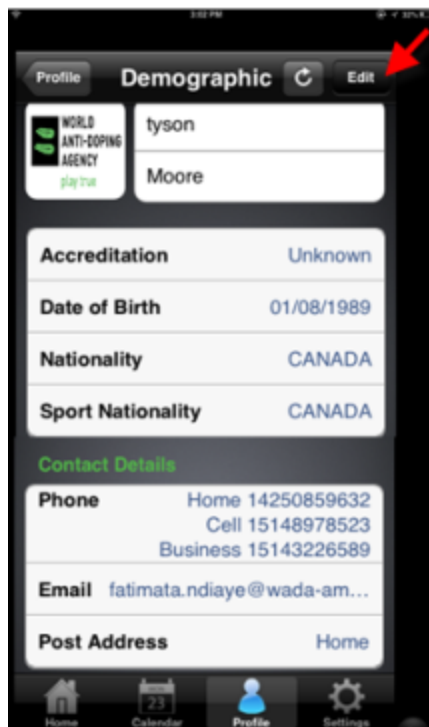 3:02 PM
Profile
Demographic
Edit
WORLD
ANTI-DOPING
AGENCY
play true
tyson
Moore
Accreditation Unknown
Date of Birth 01/08/1989
Nationality CANADA
Sport Nationality CANADA
Contact Details
Phone Home 14250859632
Cell 15148978523
Business 15143226589
Email fatimata.ndiaye@wada-am...
Post Address Home
23
Home Calendar Profile Settings